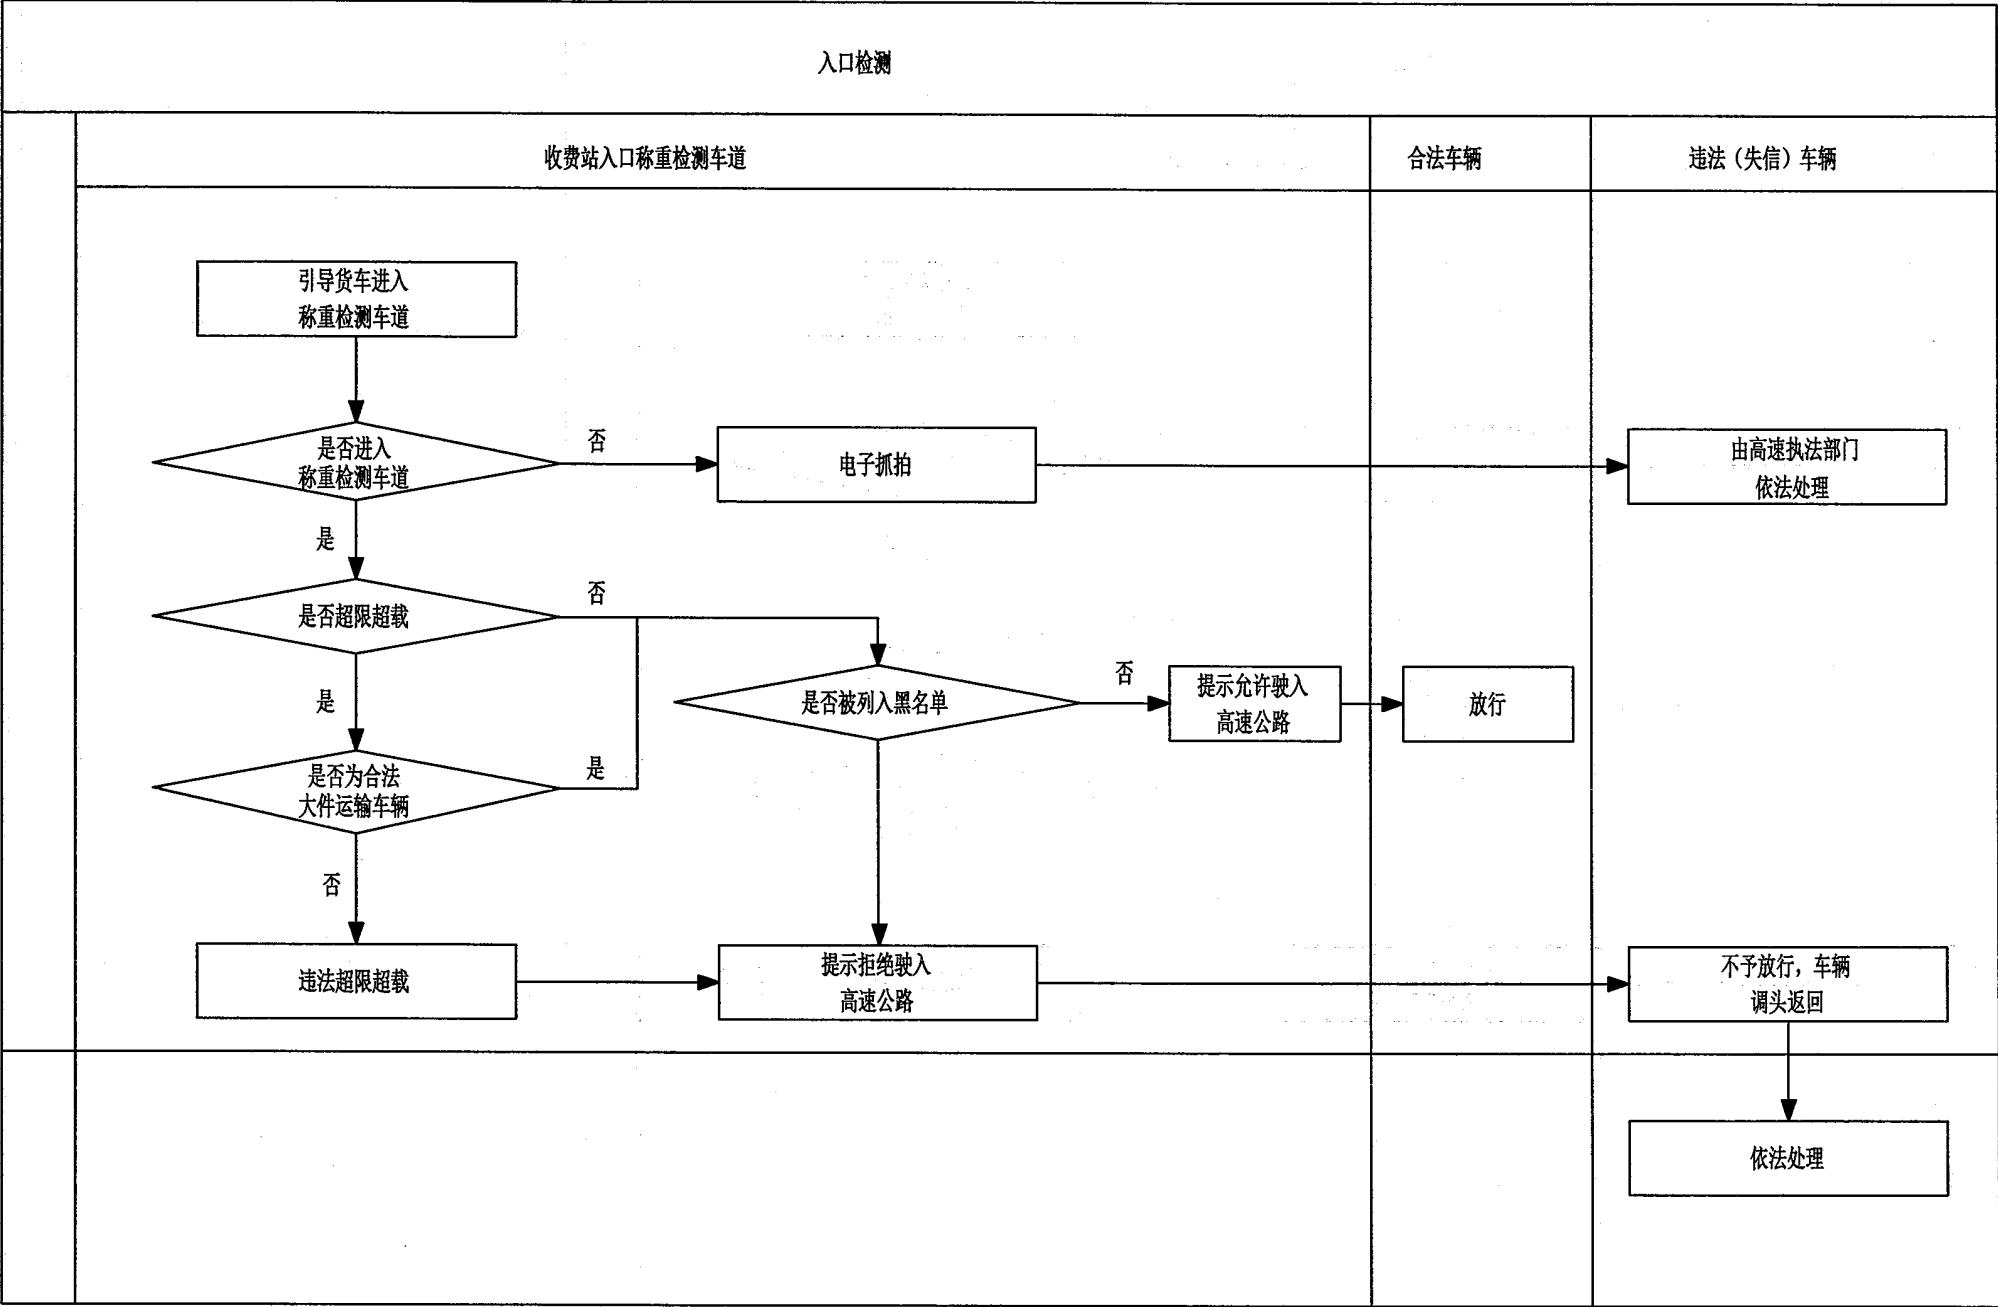 入口检测
收费站入口称重检测车道
合法车辆
违法（失信）车辆
引导货车进入
称重检测车道
是否进入
称重检测车道
否
电子抓拍
由高速执法部门
依法处理
是
是否超限超载
否
是
是否被列入黑名单
否
提示允许驶入
高速公路
放行
是否为合法
大件运输车辆
是
否
违法超限超载
提示拒绝驶入
高速公路
不予放行，车辆
调头返回
依法处理